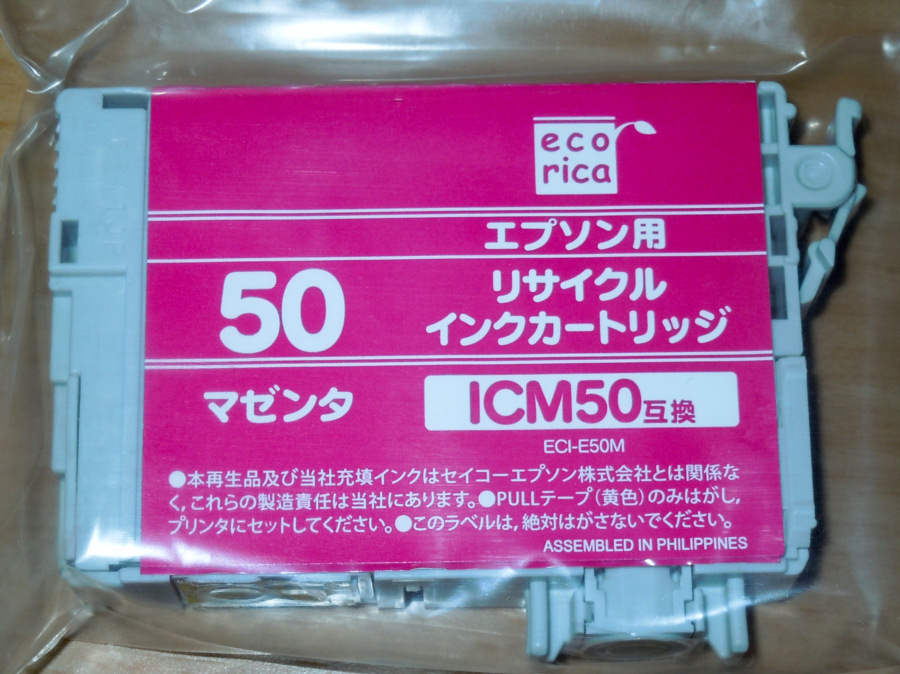 eco
rica
エプソン用
50
リサイクル
インクカートリッジ
マゼンタ
ICM50互換
ECI-E50M
●本再生品及び当社充填インクはセイコーエプソン株式会社とは関係な
く,これらの製造責任は当社にあります。●PULLテープ(黄色)のみはがし,
プリンタにセットしてください。●このラベルは,絶対はがさないでください。
ASSEMBLED IN PHILIPPINES